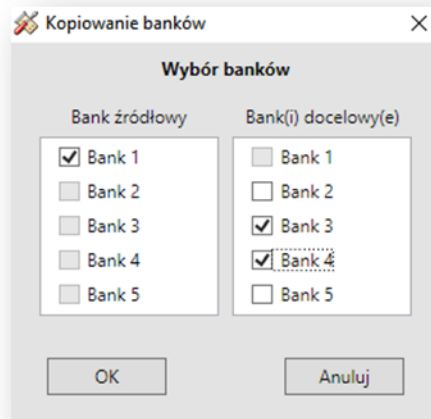 Kopiowanie banków
Wybór banków
Bank źródłowy
Bank 1
Bank 2
Bank 3
Bank 4
Bank 5
Bank(i) docelowy(e)
Bank 1
Bank 2
Bank 3
Bank 4
Bank 5
OK
Anuluj